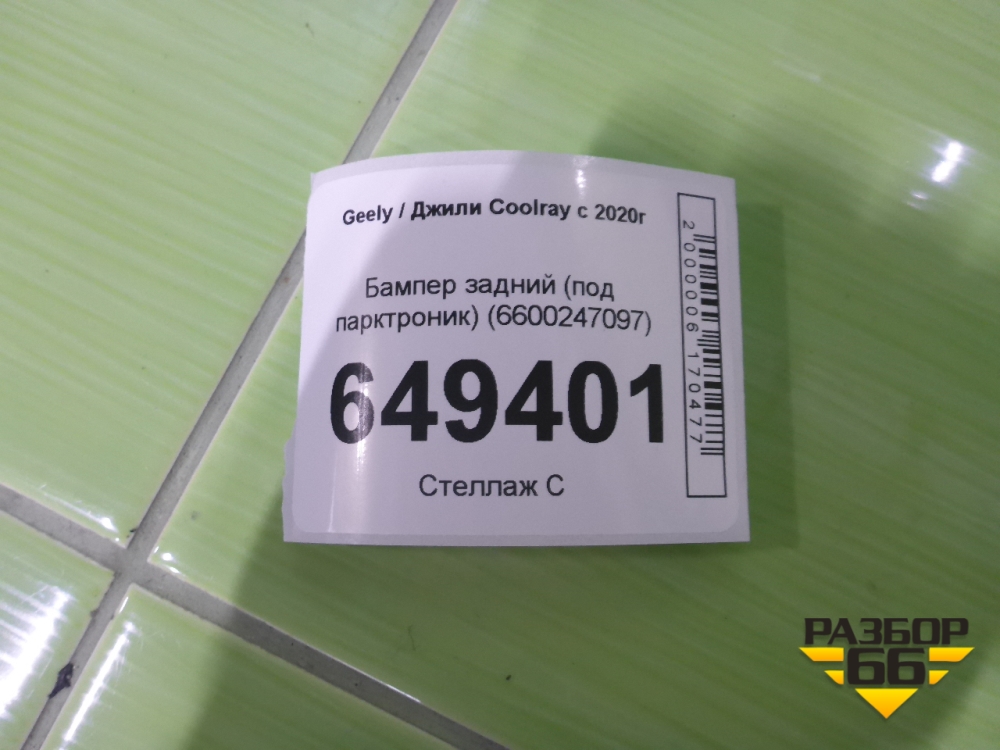 Geely / Джили Coolray с 2020г
Бампер задний (под
парктроник) (6600247097)
649401
Стеллаж С
2000006170477
РАЗБОР
66